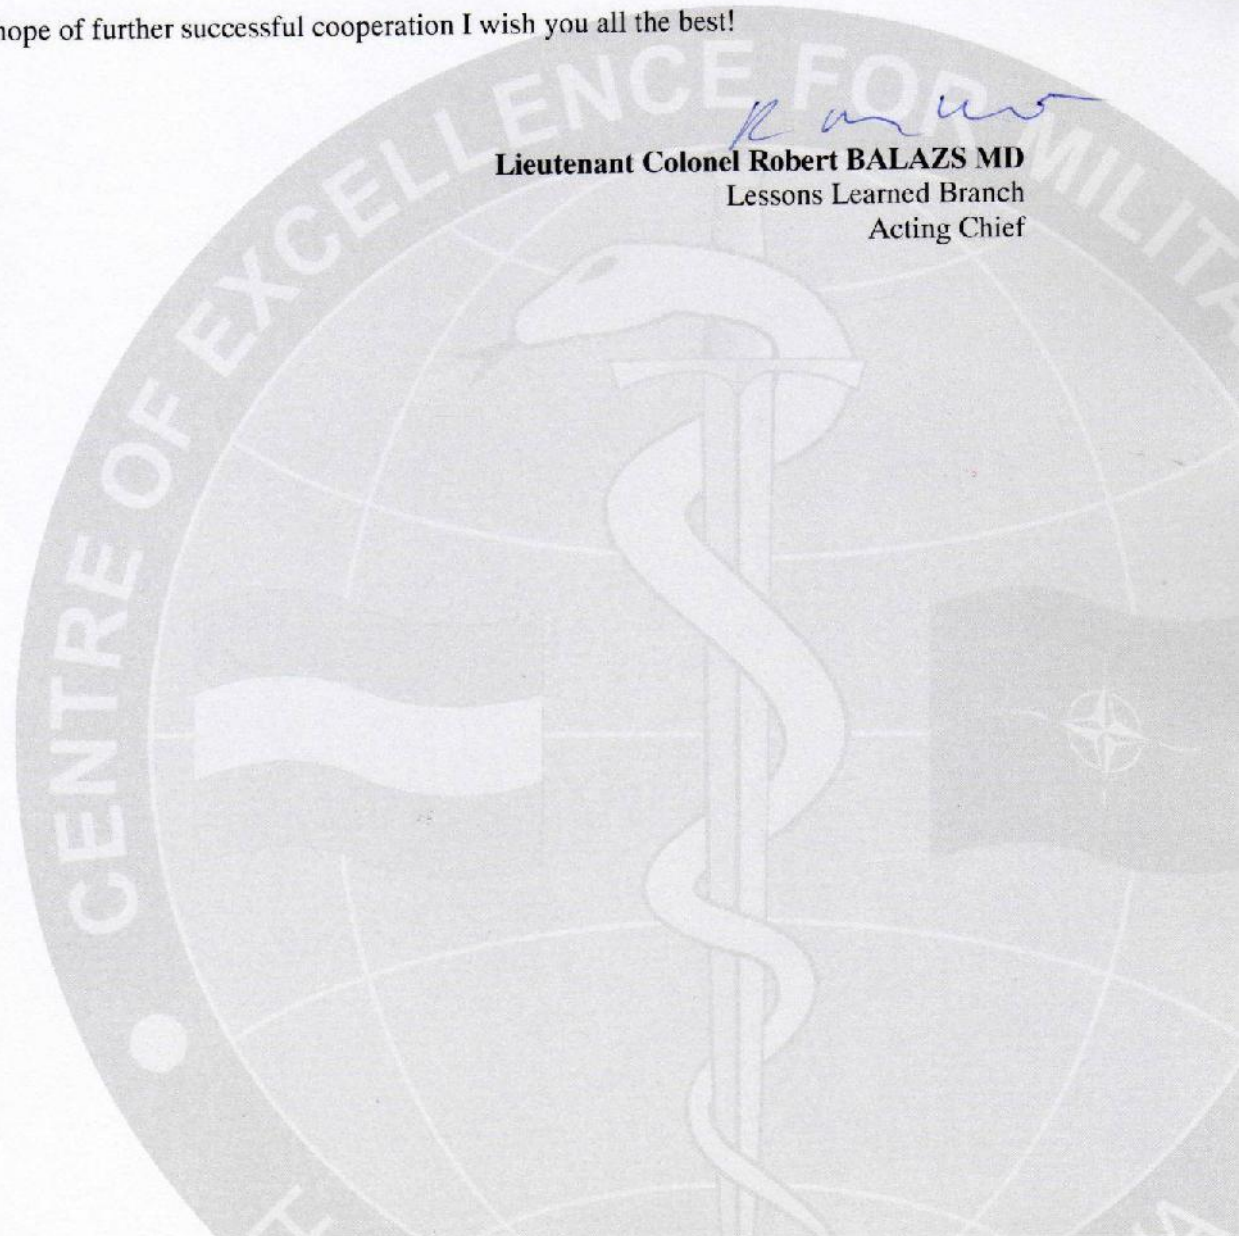 hope of further successful cooperation I wish you all the best!
Lieutenant Colonel Robert BALAZS MD
Lessons Learned Branch
Acting Chief
CENTRE OF EXCELLENCE FOR